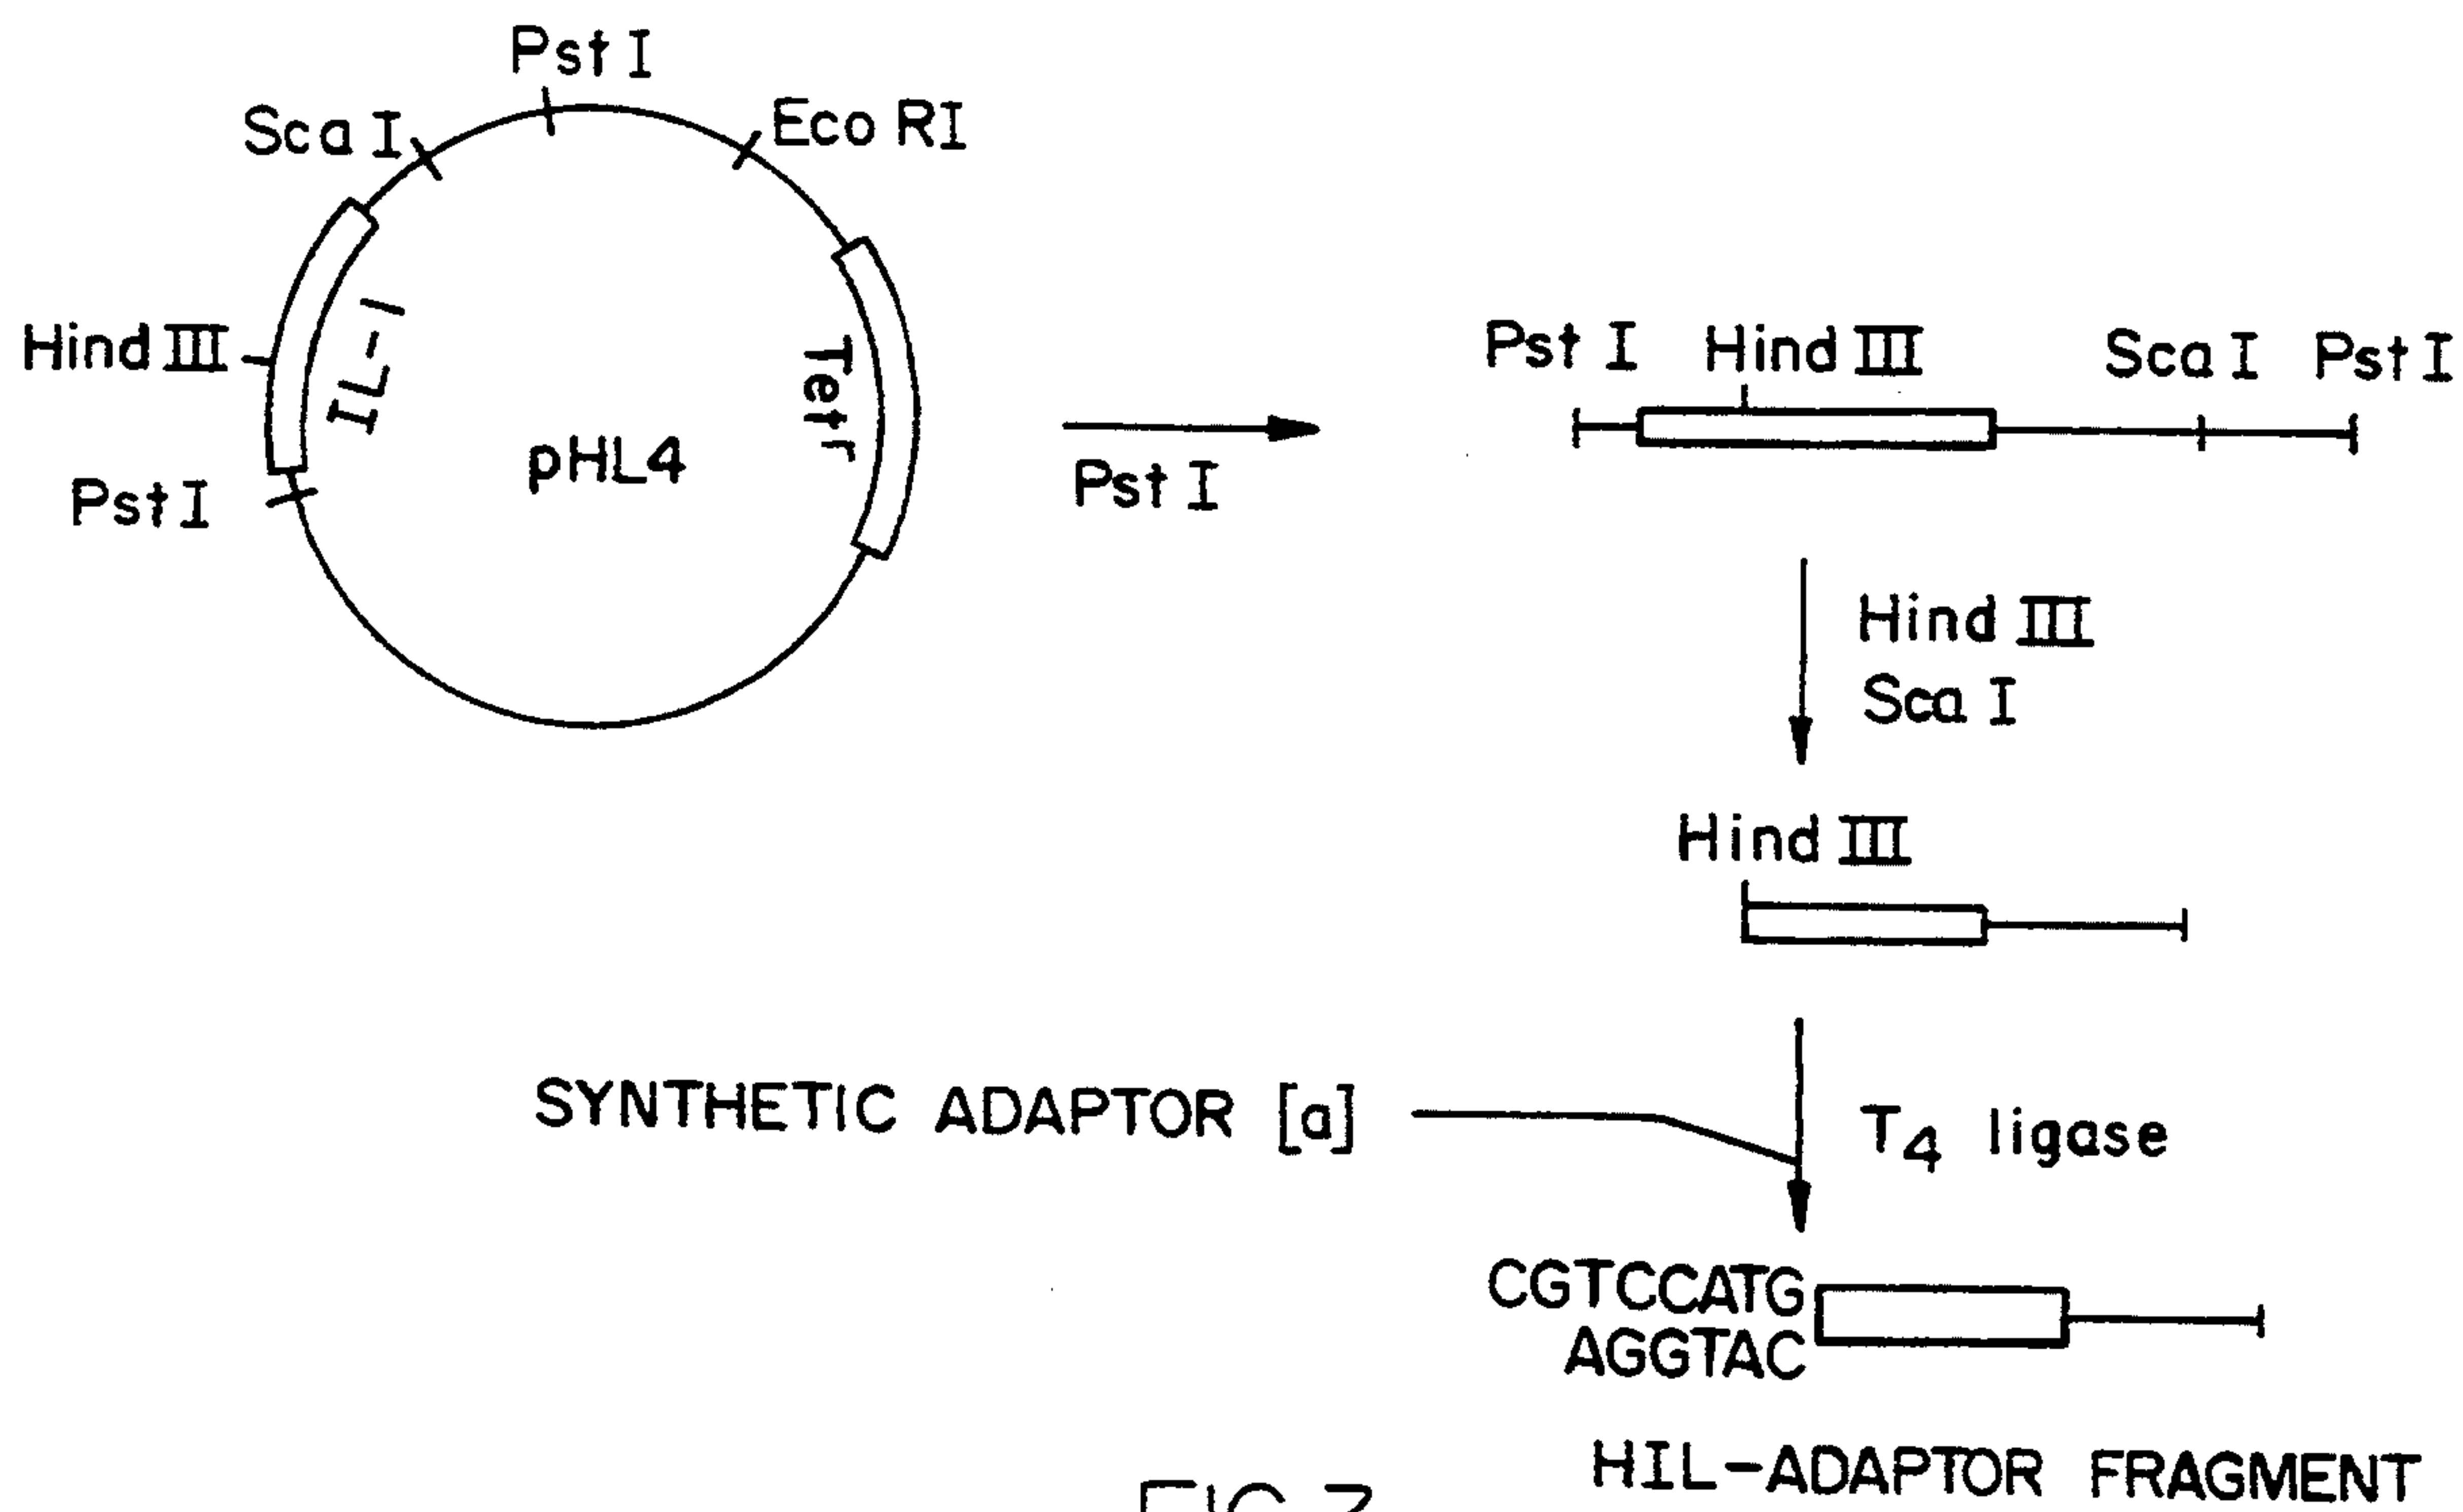 Pst I
Sca I
Eco RI
Hind III
IL-1
Tetr
pHL4
Pst I
Pst I
Pst I
Hind III
Sca I
Pst I
Hind III
Sca I
Hind III
SYNTHETIC ADAPTOR [a]
T4 ligase
CGTCCATG
AGGTAC
HIL-ADAPTOR FRAGMENT